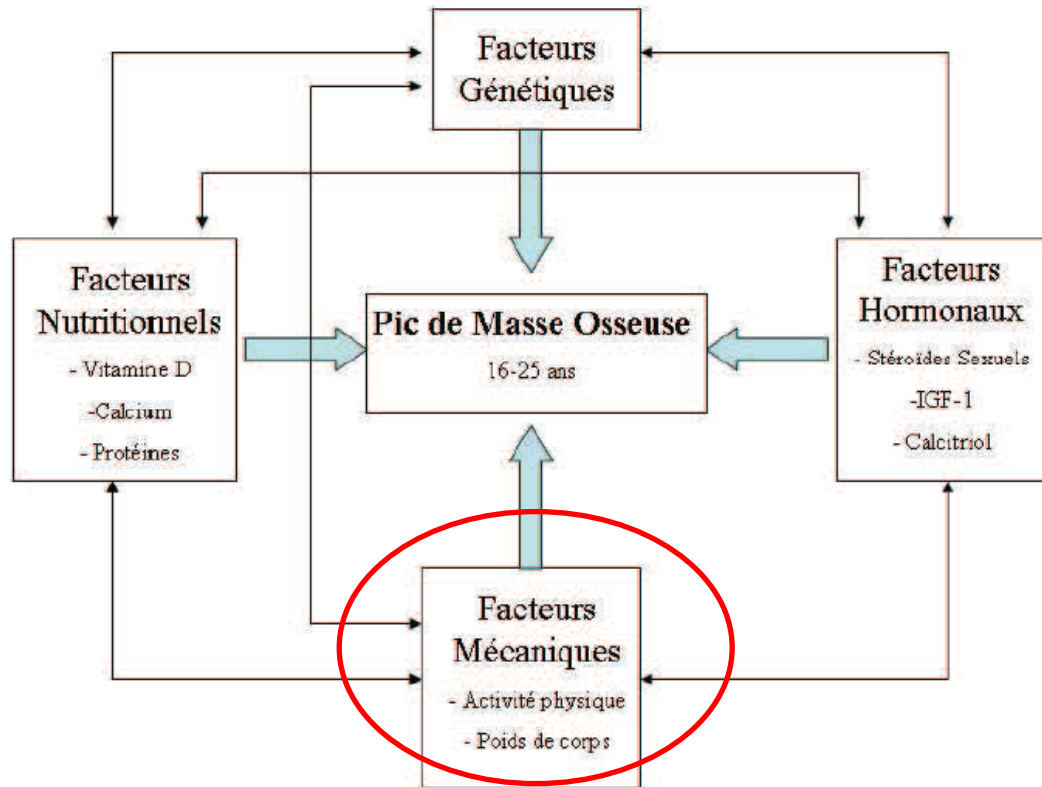 Facteurs
Génétiques
Facteurs
Nutritionnels
- Vitamine D
-Calcium
- Protéines
Pic de Masse Osseuse
16-25 ans
Facteurs
Hormonaux
- Stéroïdes Sexuels
-IGF-1
- Calcitriol
Facteurs
Mécaniques
- Activité physique
- Poids de corps